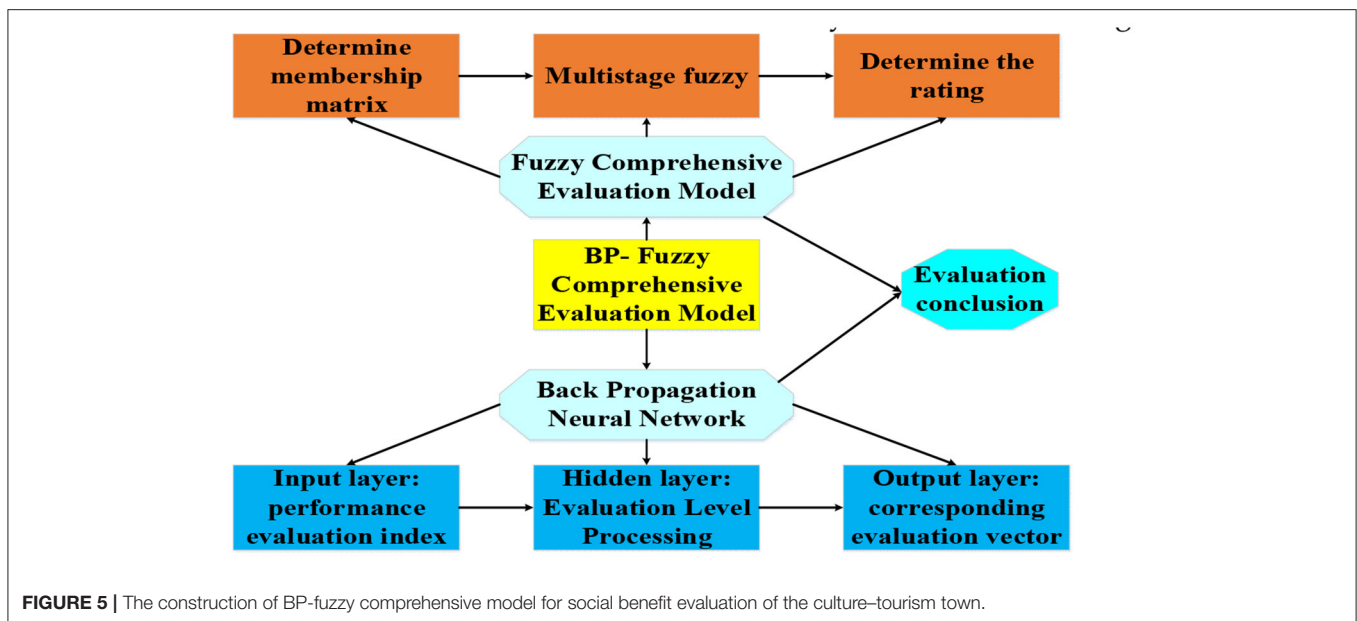 Determine
membership
matrix
Multistage fuzzy
Determine the
rating
Fuzzy Comprehensive
Evaluation Model
BP- Fuzzy
Comprehensive
Evaluation Model
Evaluation
conclusion
Back Propagation
Neural Network
Input layer:
performance
evaluation index
Hidden layer:
Evaluation Level
Processing
Output layer:
corresponding
evaluation vector
FIGURE 5 | The construction of BP-fuzzy comprehensive model for social benefit evaluation of the culture–tourism town.